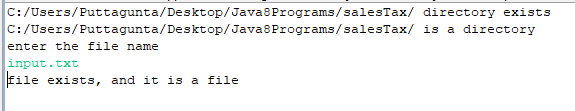 C:/Users/Puttagunta/Desktop/Java8Programs/salesTax/ directory exists
C:/Users/Puttagunta/Desktop/Java8Programs/salesTax/ is a directory
enter the file name
input.txt
file exists, and it is a file